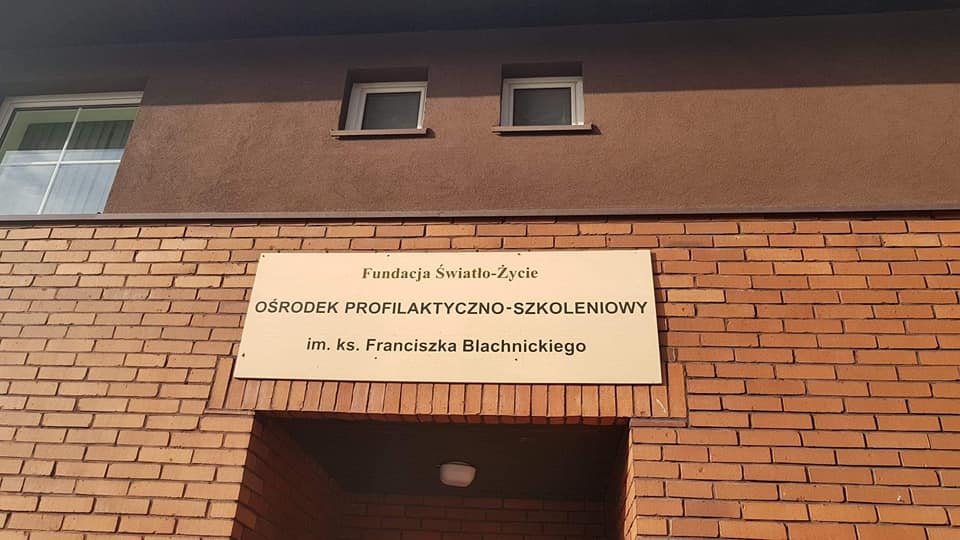 Fundacja Światło-Życie
OŚRODEK PROFILAKTYCZNO-SZKOLENIOWY
im. ks. Franciszka Blachnickiego